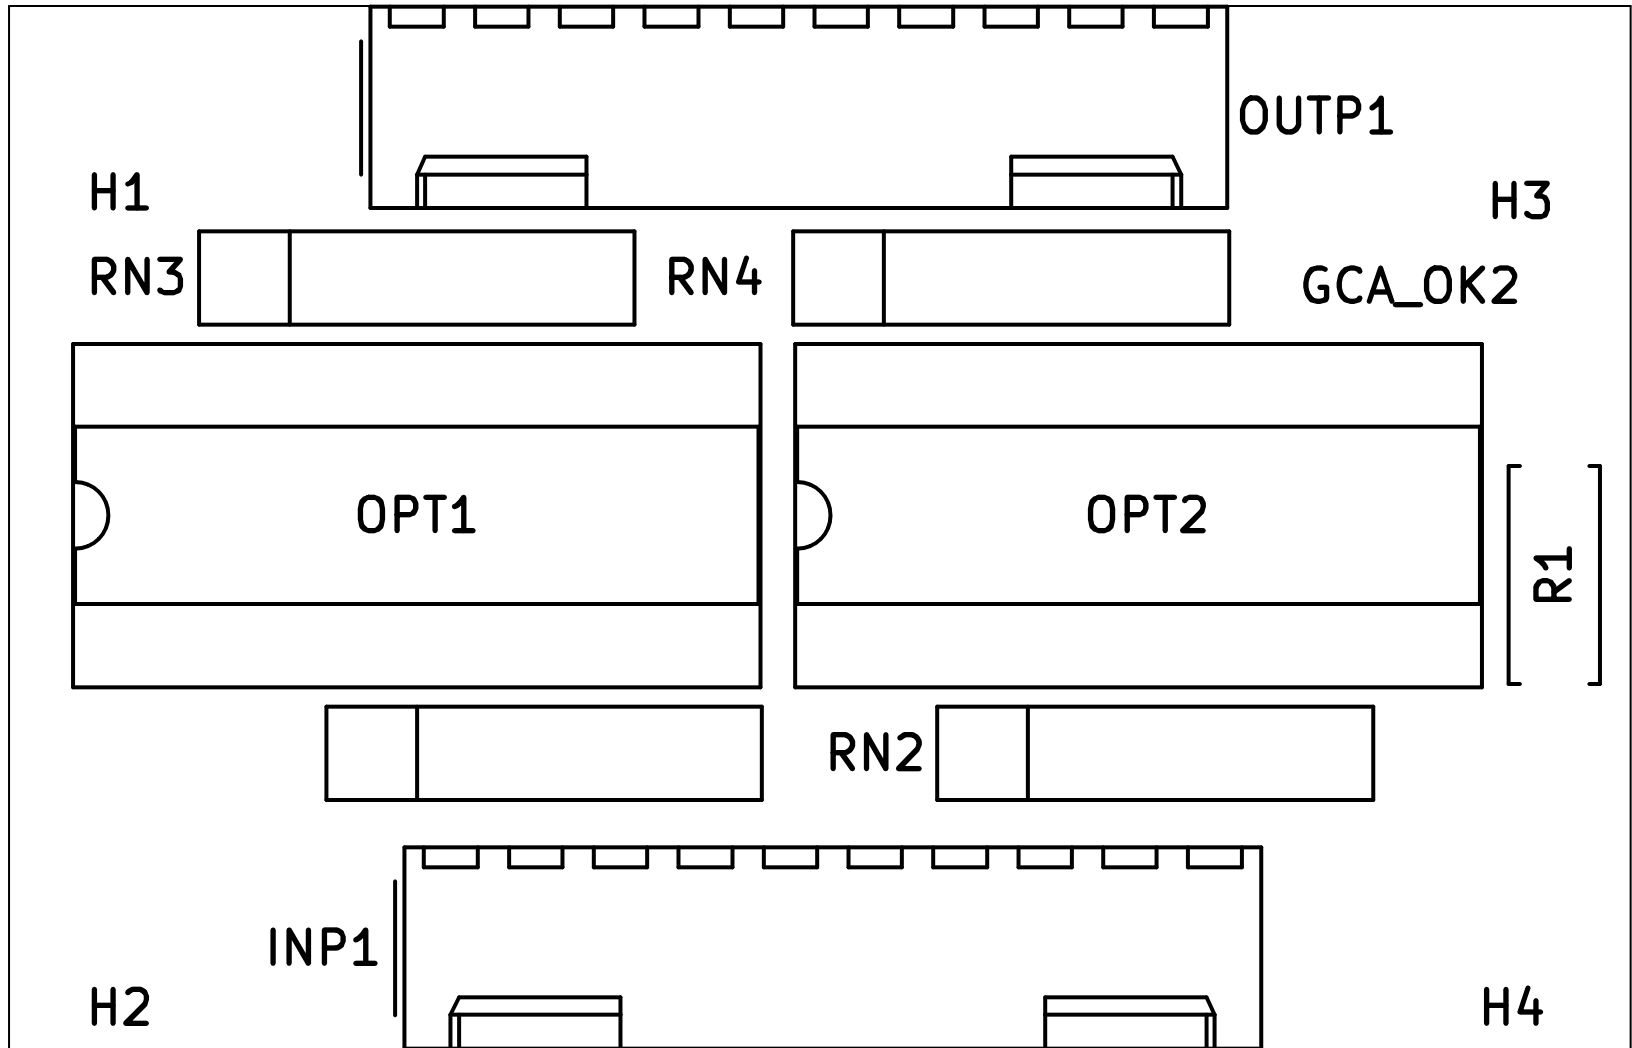 OUTP1
H1
H3
RN3
RN4
GCA_OK2
OPT1
OPT2
R1
RN2
INP1
H2
H4